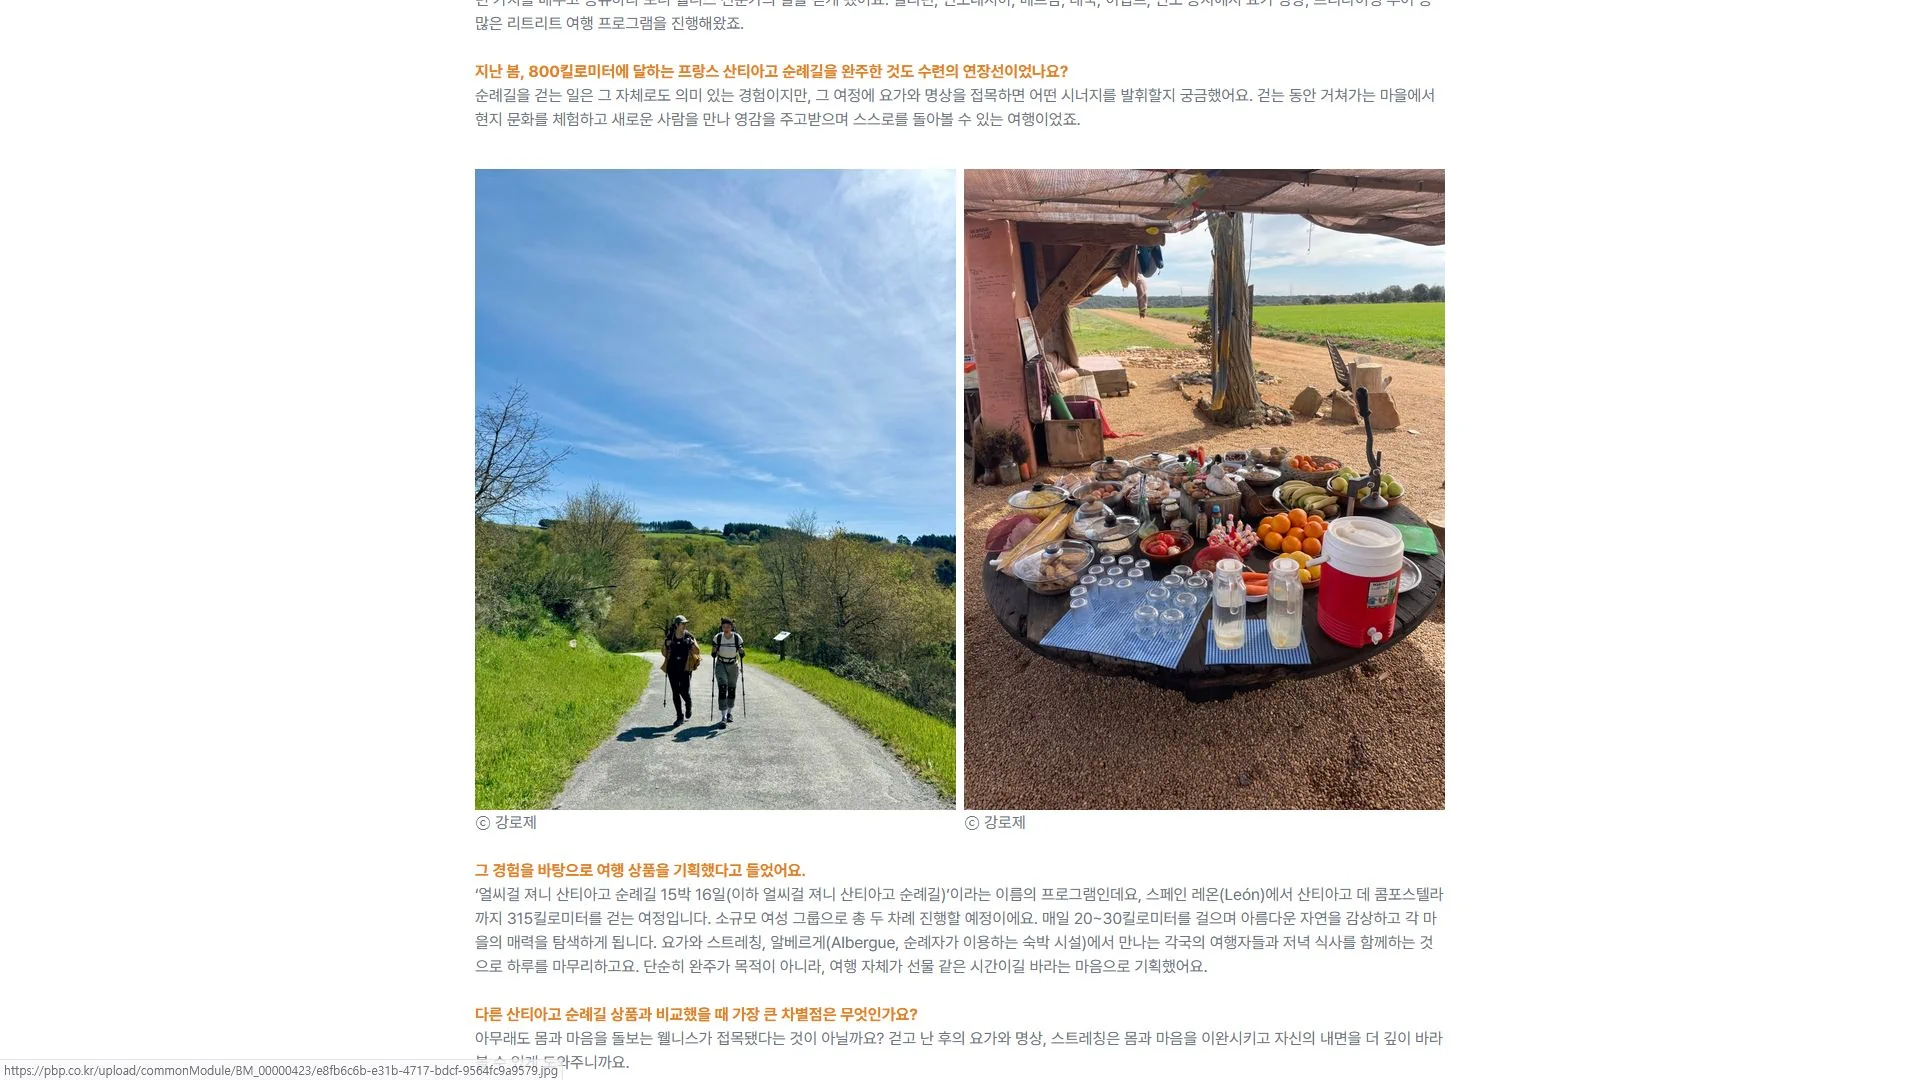 많은 리트리트 여행 프로그램을 진행해왔죠.
지난 봄, 800킬로미터에 달하는 프랑스 산티아고 순례길을 완주한 것도 수련의 연장선이었나요?
순례길을 걷는 일은 그 자체로도 의미 있는 경험이지만, 그 여정에 요가와 명상을 접목하면 어떤 시너지를 발휘할지 궁금했어요. 걷는 동안 거쳐가는 마을에서
현지 문화를 체험하고 새로운 사람을 만나 영감을 주고받으며 스스로를 돌아볼 수 있는 여행이었죠.
ⓒ 강로제
ⓒ 강로제
그 경험을 바탕으로 여행 상품을 기획했다고 들었어요.
‘얼씨걸 져니 산티아고 순례길 15박 16일(이하 얼씨걸 져니 산티아고 순례길)’이라는 이름의 프로그램인데요, 스페인 레온(León)에서 산티아고 데 콤포스텔라
까지 315킬로미터를 걷는 여정입니다. 소규모 여성 그룹으로 총 두 차례 진행할 예정이에요. 매일 20~30킬로미터를 걸으며 아름다운 자연을 감상하고 각 마
을의 매력을 탐색하게 됩니다. 요가와 스트레칭, 알베르게(Albergue, 순례자가 이용하는 숙박 시설)에서 만나는 각국의 여행자들과 저녁 식사를 함께하는 것
으로 하루를 마무리하고요. 단순히 완주가 목적이 아니라, 여행 자체가 선물 같은 시간이길 바라는 마음으로 기획했어요.
다른 산티아고 순례길 상품과 비교했을 때 가장 큰 차별점은 무엇인가요?
아무래도 몸과 마음을 돌보는 웰니스가 접목됐다는 것이 아닐까요? 걷고 난 후의 요가와 명상, 스트레칭은 몸과 마음을 이완시키고 자신의 내면을 더 깊이 바라
볼 수 있게 도와주니까요.
https://pbp.co.kr/upload/commonModule/BM_00000423/e8fb6c6b-e31b-4717-bdcf-9564fc9a9579.jpg